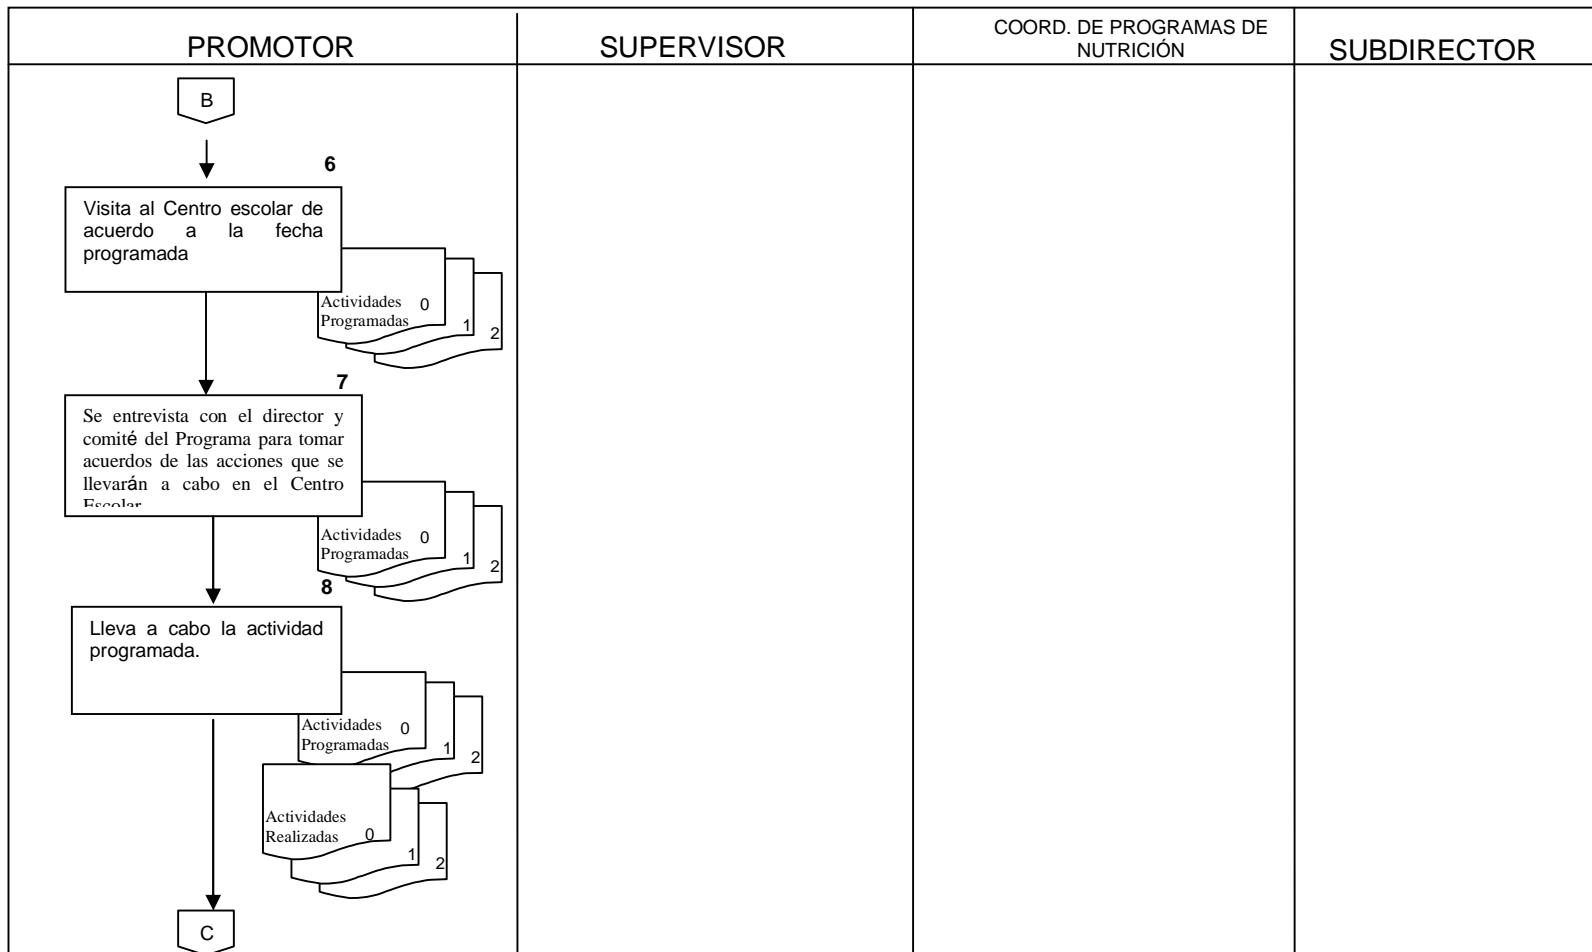 PROMOTOR
SUPERVISOR
COORD. DE PROGRAMAS DE
NUTRICIÓN
SUBDIRECTOR
B
6
Visita al Centro escolar de
acuerdo a la fecha
programada
Actividades 0
Programadas
1
2
7
Se entrevista con el director y
comité del Programa para tomar
acuerdos de las acciones que se
llevarán a cabo en el Centro
Escolar
Actividades 0
Programadas
1
2
8
Lleva a cabo la actividad
programada.
Actividades 0
Programadas
1
2
Actividades
Realizadas 0
1
2
C